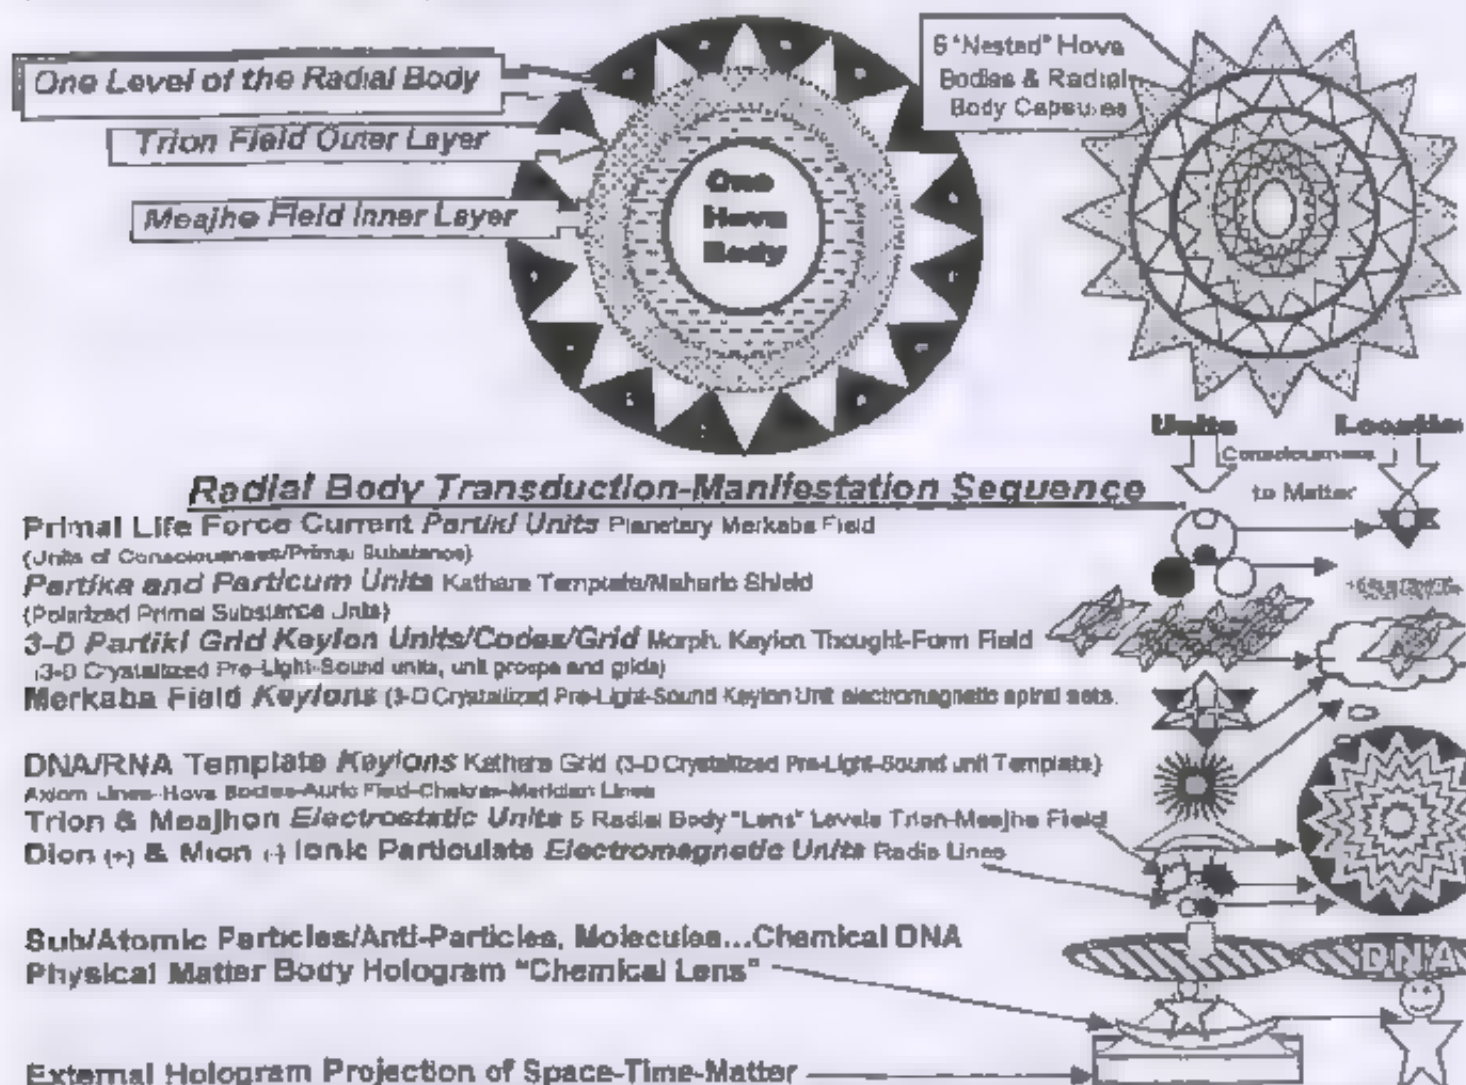 One Level of the Radial Body
Trion Field Outer Layer
Meajhe Field Inner Layer
One
Hova
Body
5 "Nested" Hova
Bodies & Radial
Body Capsules
Units
Consciousness
to Matter
Radial Body Transduction-Manifestation Sequence
Primal Life Force Current Partiki Units Planetary Merkaba Field
(Units of Consciousness/Primal Substance)
Partika and Particum Units Kathara Template/Maharic Shield
(Polarized Primal Substance Units)
3-D Partiki Grid Keylon Units/Codes/Grid Morph. Keylon Thought-Form Field
(3-D Crystallized Pre-Light-Sound units, unit groups and grids)
Merkaba Field Keylons (3-D Crystallized Pre-Light-Sound Keylon Unit electromagnetic spiral sets.
DNA/RNA Template Keylons Kathara Grid (3-D Crystallized Pre-Light-Sound unit Template)
Axiom Lines-Hova Bodies-Auric Field-Chakras-Meridian Lines
Trion & Meajhon Electrostatic Units 5 Radial Body "Lens" Levels Trion-Meajhe Field
Dion (+) & Mion (-) Ionic Particulate Electromagnetic Units Radis Lines
Sub/Atomic Particles/Anti-Particles, Molecules...Chemical DNA
DNA
Physical Matter Body Hologram "Chemical Lens"
External Hologram Projection of Space-Time-Matter